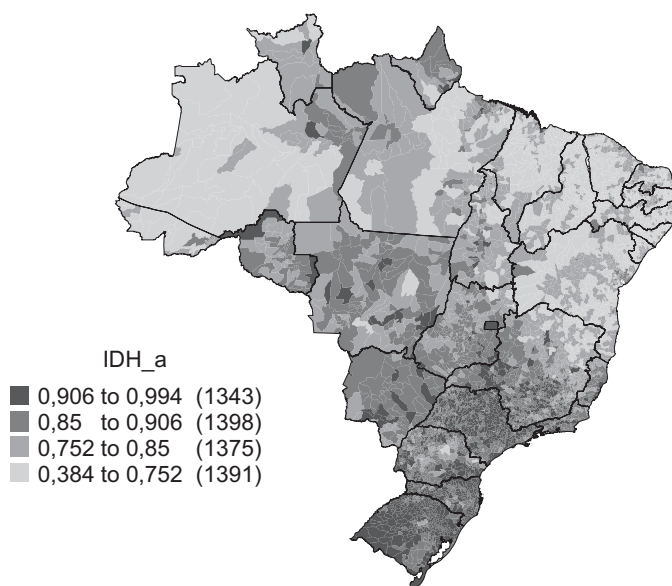 IDH_a
0,906 to 0,994 (1343)
0,85 to 0,906 (1398)
0,752 to 0,85 (1375)
0,384 to 0,752 (1391)